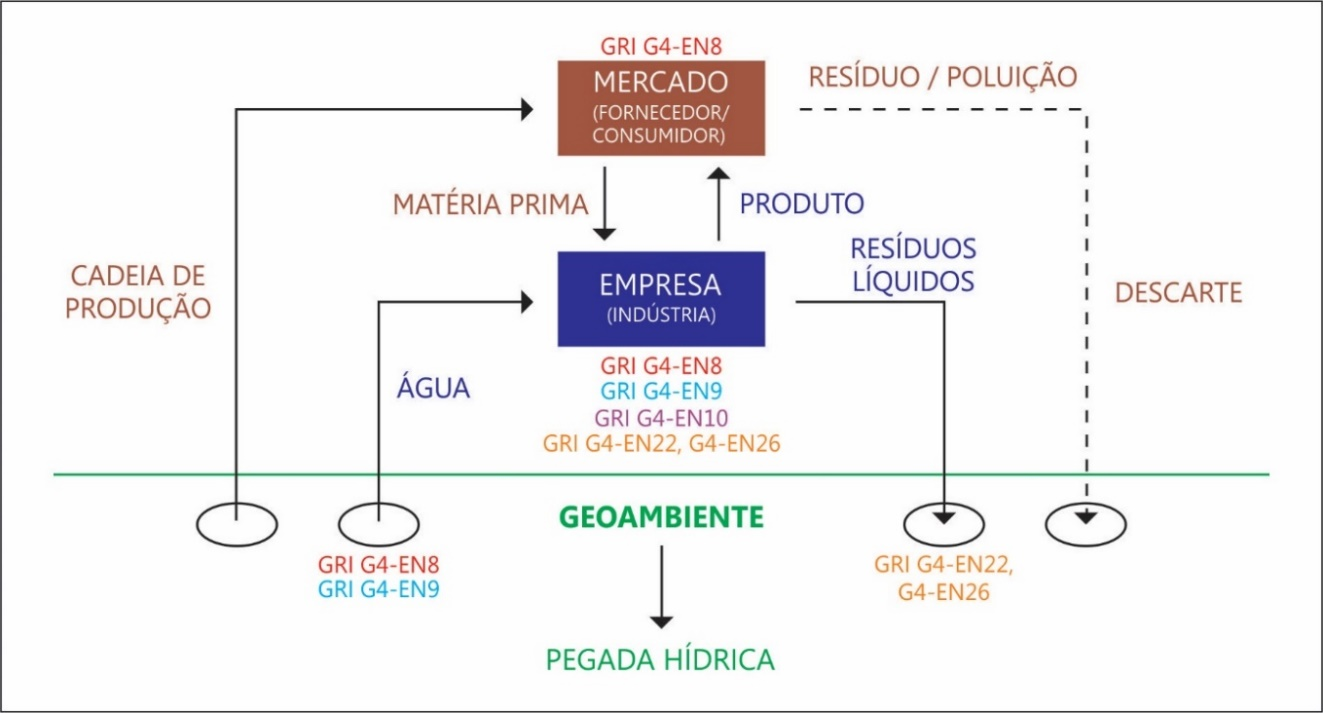 GRI G4-EN8
MERCADO
(FORNECEDOR/
CONSUMIDOR)
RESÍDUO / POLUIÇÃO
MATÉRIA PRIMA
PRODUTO
CADEIA DE
PRODUÇÃO
EMPRESA
(INDÚSTRIA)
RESÍDUOS
LÍQUIDOS
DESCARTE
ÁGUA
GRI G4-EN8
GRI G4-EN9
GRI G4-EN10
GRI G4-EN22, G4-EN26
GEOAMBIENTE
GRI G4-EN8
GRI G4-EN9
GRI G4-EN22,
G4-EN26
PEGADA HÍDRICA